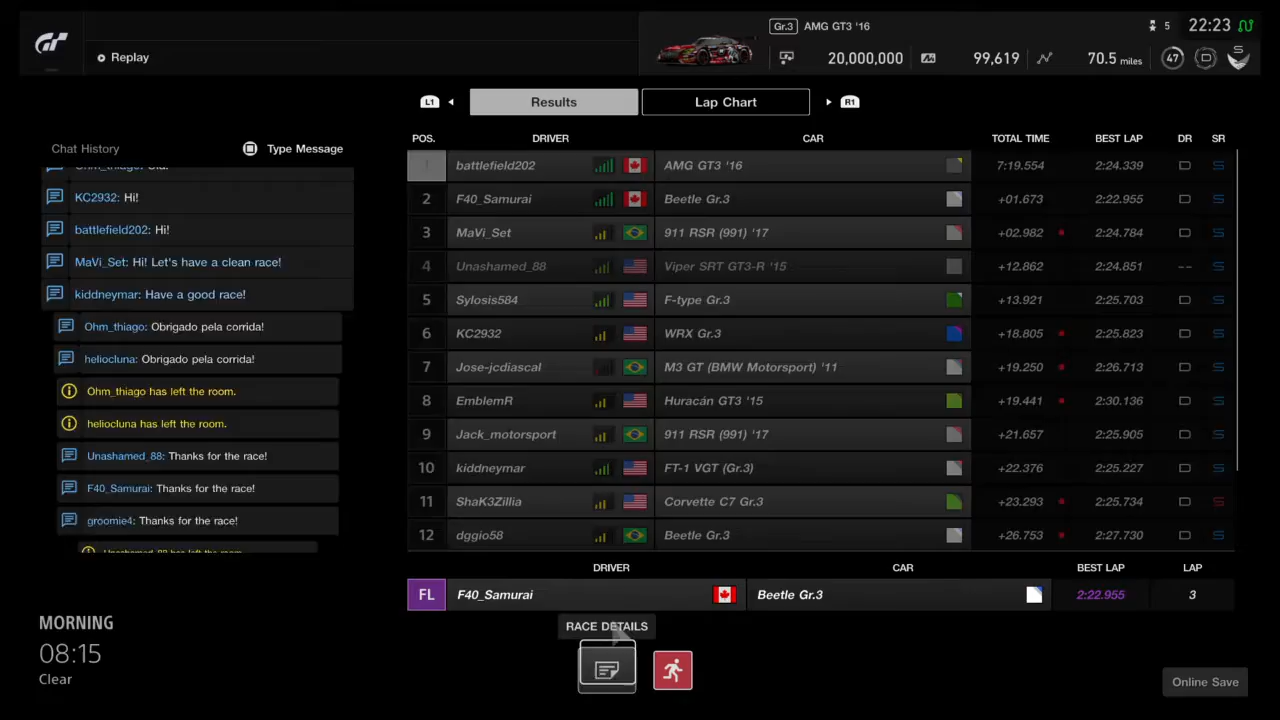 Gr.3 AMG GT3 '16
5 22:23
Replay
20,000,000 99,619 70.5 miles 47 D S
L1 Results Lap Chart R1
Chat History Type Message
POS. DRIVER CAR TOTAL TIME BEST LAP DR SR
KC2932: Hi!
battlefield202: Hi!
MaVi_Set: Hi! Let's have a clean race!
kiddneymar: Have a good race!
Ohm_thiago: Obrigado pela corrida!
heliocluna: Obrigado pela corrida!
Ohm_thiago has left the room.
heliocluna has left the room.
Unashamed_88: Thanks for the race!
F40_Samurai: Thanks for the race!
groomie4: Thanks for the race!
Unashamed_88 has left the room.
1 battlefield202 AMG GT3 '16 7:19.554 2:24.339 D S
2 F40_Samurai Beetle Gr.3 +01.673 2:22.955 D S
3 MaVi_Set 911 RSR (991) '17 +02.982 2:24.784 D S
4 Unashamed_88 Viper SRT GT3-R '15 +12.862 2:24.851 -- S
5 Sylosis584 F-type Gr.3 +13.921 2:25.703 D S
6 KC2932 WRX Gr.3 +18.805 2:25.823 D S
7 Jose-jcdiascal M3 GT (BMW Motorsport) '11 +19.250 2:26.713 D S
8 EmblemR Huracán GT3 '15 +19.441 2:30.136 D S
9 Jack_motorsport 911 RSR (991) '17 +21.657 2:25.905 D S
10 kiddneymar FT-1 VGT (Gr.3) +22.376 2:25.227 D S
11 ShaK3Zillia Corvette C7 Gr.3 +23.293 2:25.734 D S
12 dggio58 Beetle Gr.3 +26.753 2:27.730 D S
DRIVER CAR BEST LAP LAP
FL F40_Samurai Beetle Gr.3 2:22.955 3
RACE DETAILS
MORNING
08:15
Clear
Online Save